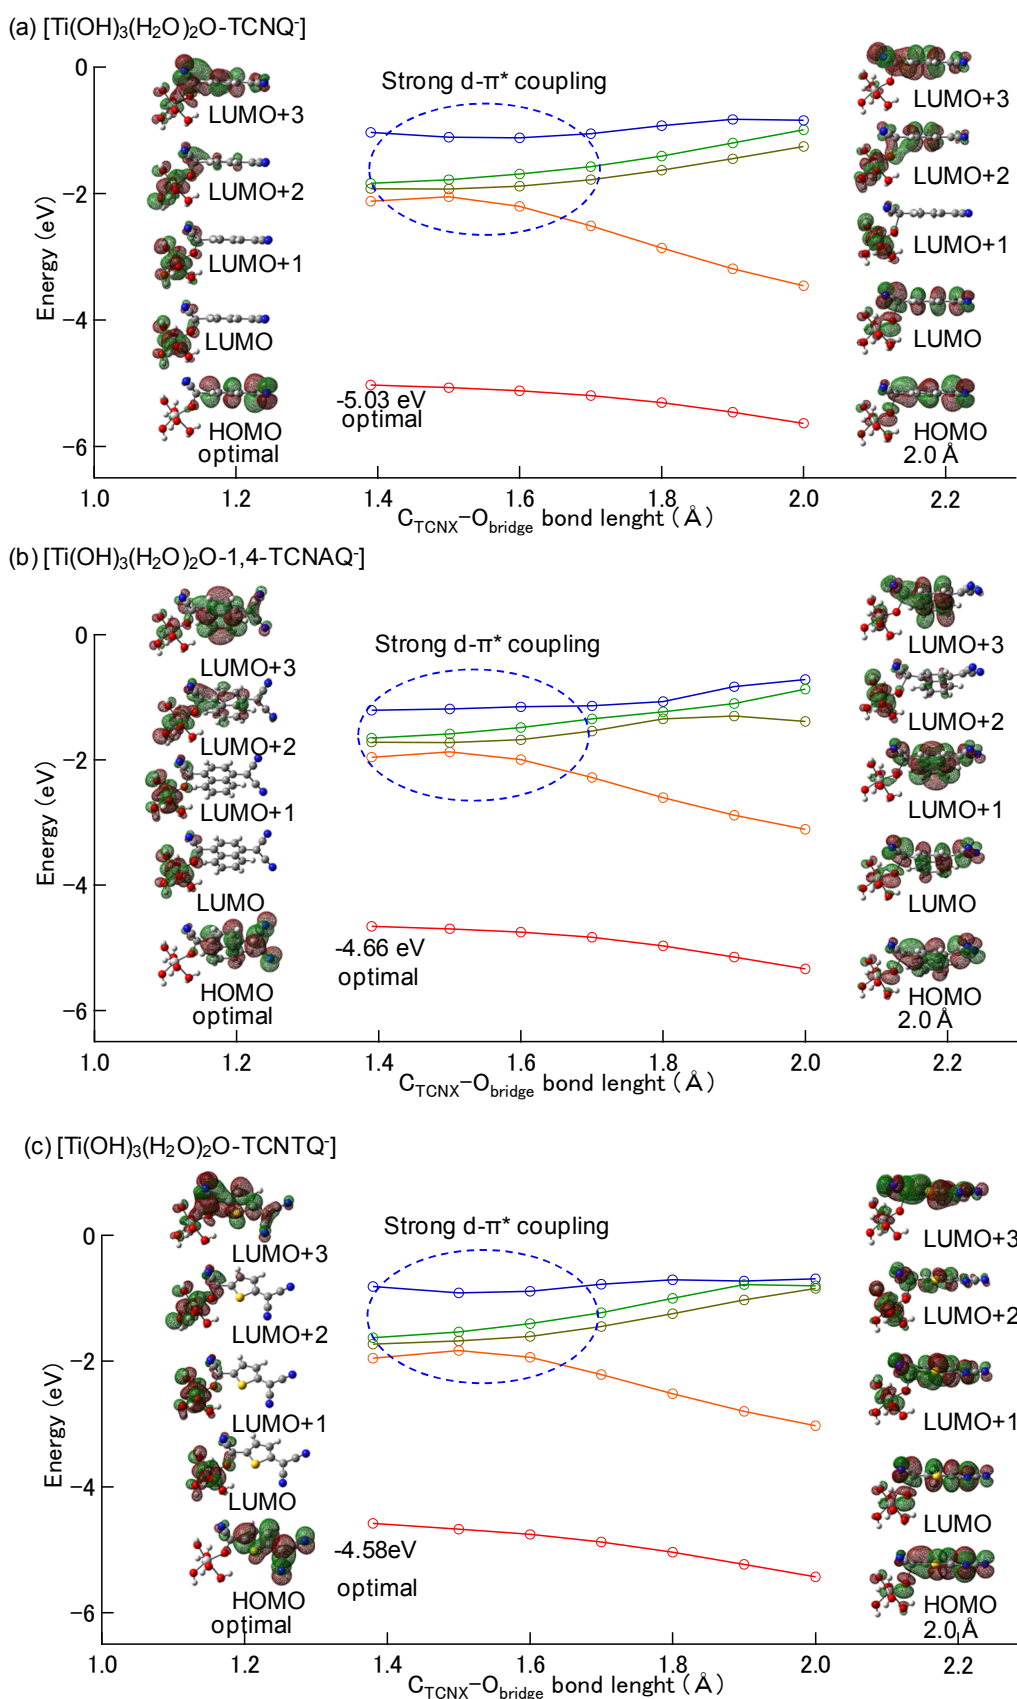 (a) [Ti(OH)3(H2O)2O-TCNQ-]
Strong d-π* coupling
0
−2
−4
−6
Energy (eV)
LUMO+3
LUMO+2
LUMO+1
LUMO
HOMO
optimal
-5.03 eV
optimal
LUMO+3
LUMO+2
LUMO+1
LUMO
HOMO
2.0 Å
1.0 1.2 1.4 1.6 1.8 2.0 2.2
CTCNX−Obridge bond lenght (Å)
(b) [Ti(OH)3(H2O)2O-1,4-TCNAQ-]
Strong d-π* coupling
0
−2
−4
−6
Energy (eV)
LUMO+3
LUMO+2
LUMO+1
LUMO
HOMO
optimal
-4.66 eV
optimal
LUMO+3
LUMO+2
LUMO+1
LUMO
HOMO
2.0 Å
1.0 1.2 1.4 1.6 1.8 2.0 2.2
CTCNX−Obridge bond lenght (Å)
(c) [Ti(OH)3(H2O)2O-TCNTQ-]
Strong d-π* coupling
0
−2
−4
−6
Energy (eV)
LUMO+3
LUMO+2
LUMO+1
LUMO
HOMO
optimal
-4.58eV
optimal
LUMO+3
LUMO+2
LUMO+1
LUMO
HOMO
2.0 Å
1.0 1.2 1.4 1.6 1.8 2.0 2.2
CTCNX−Obridge bond lenght (Å)